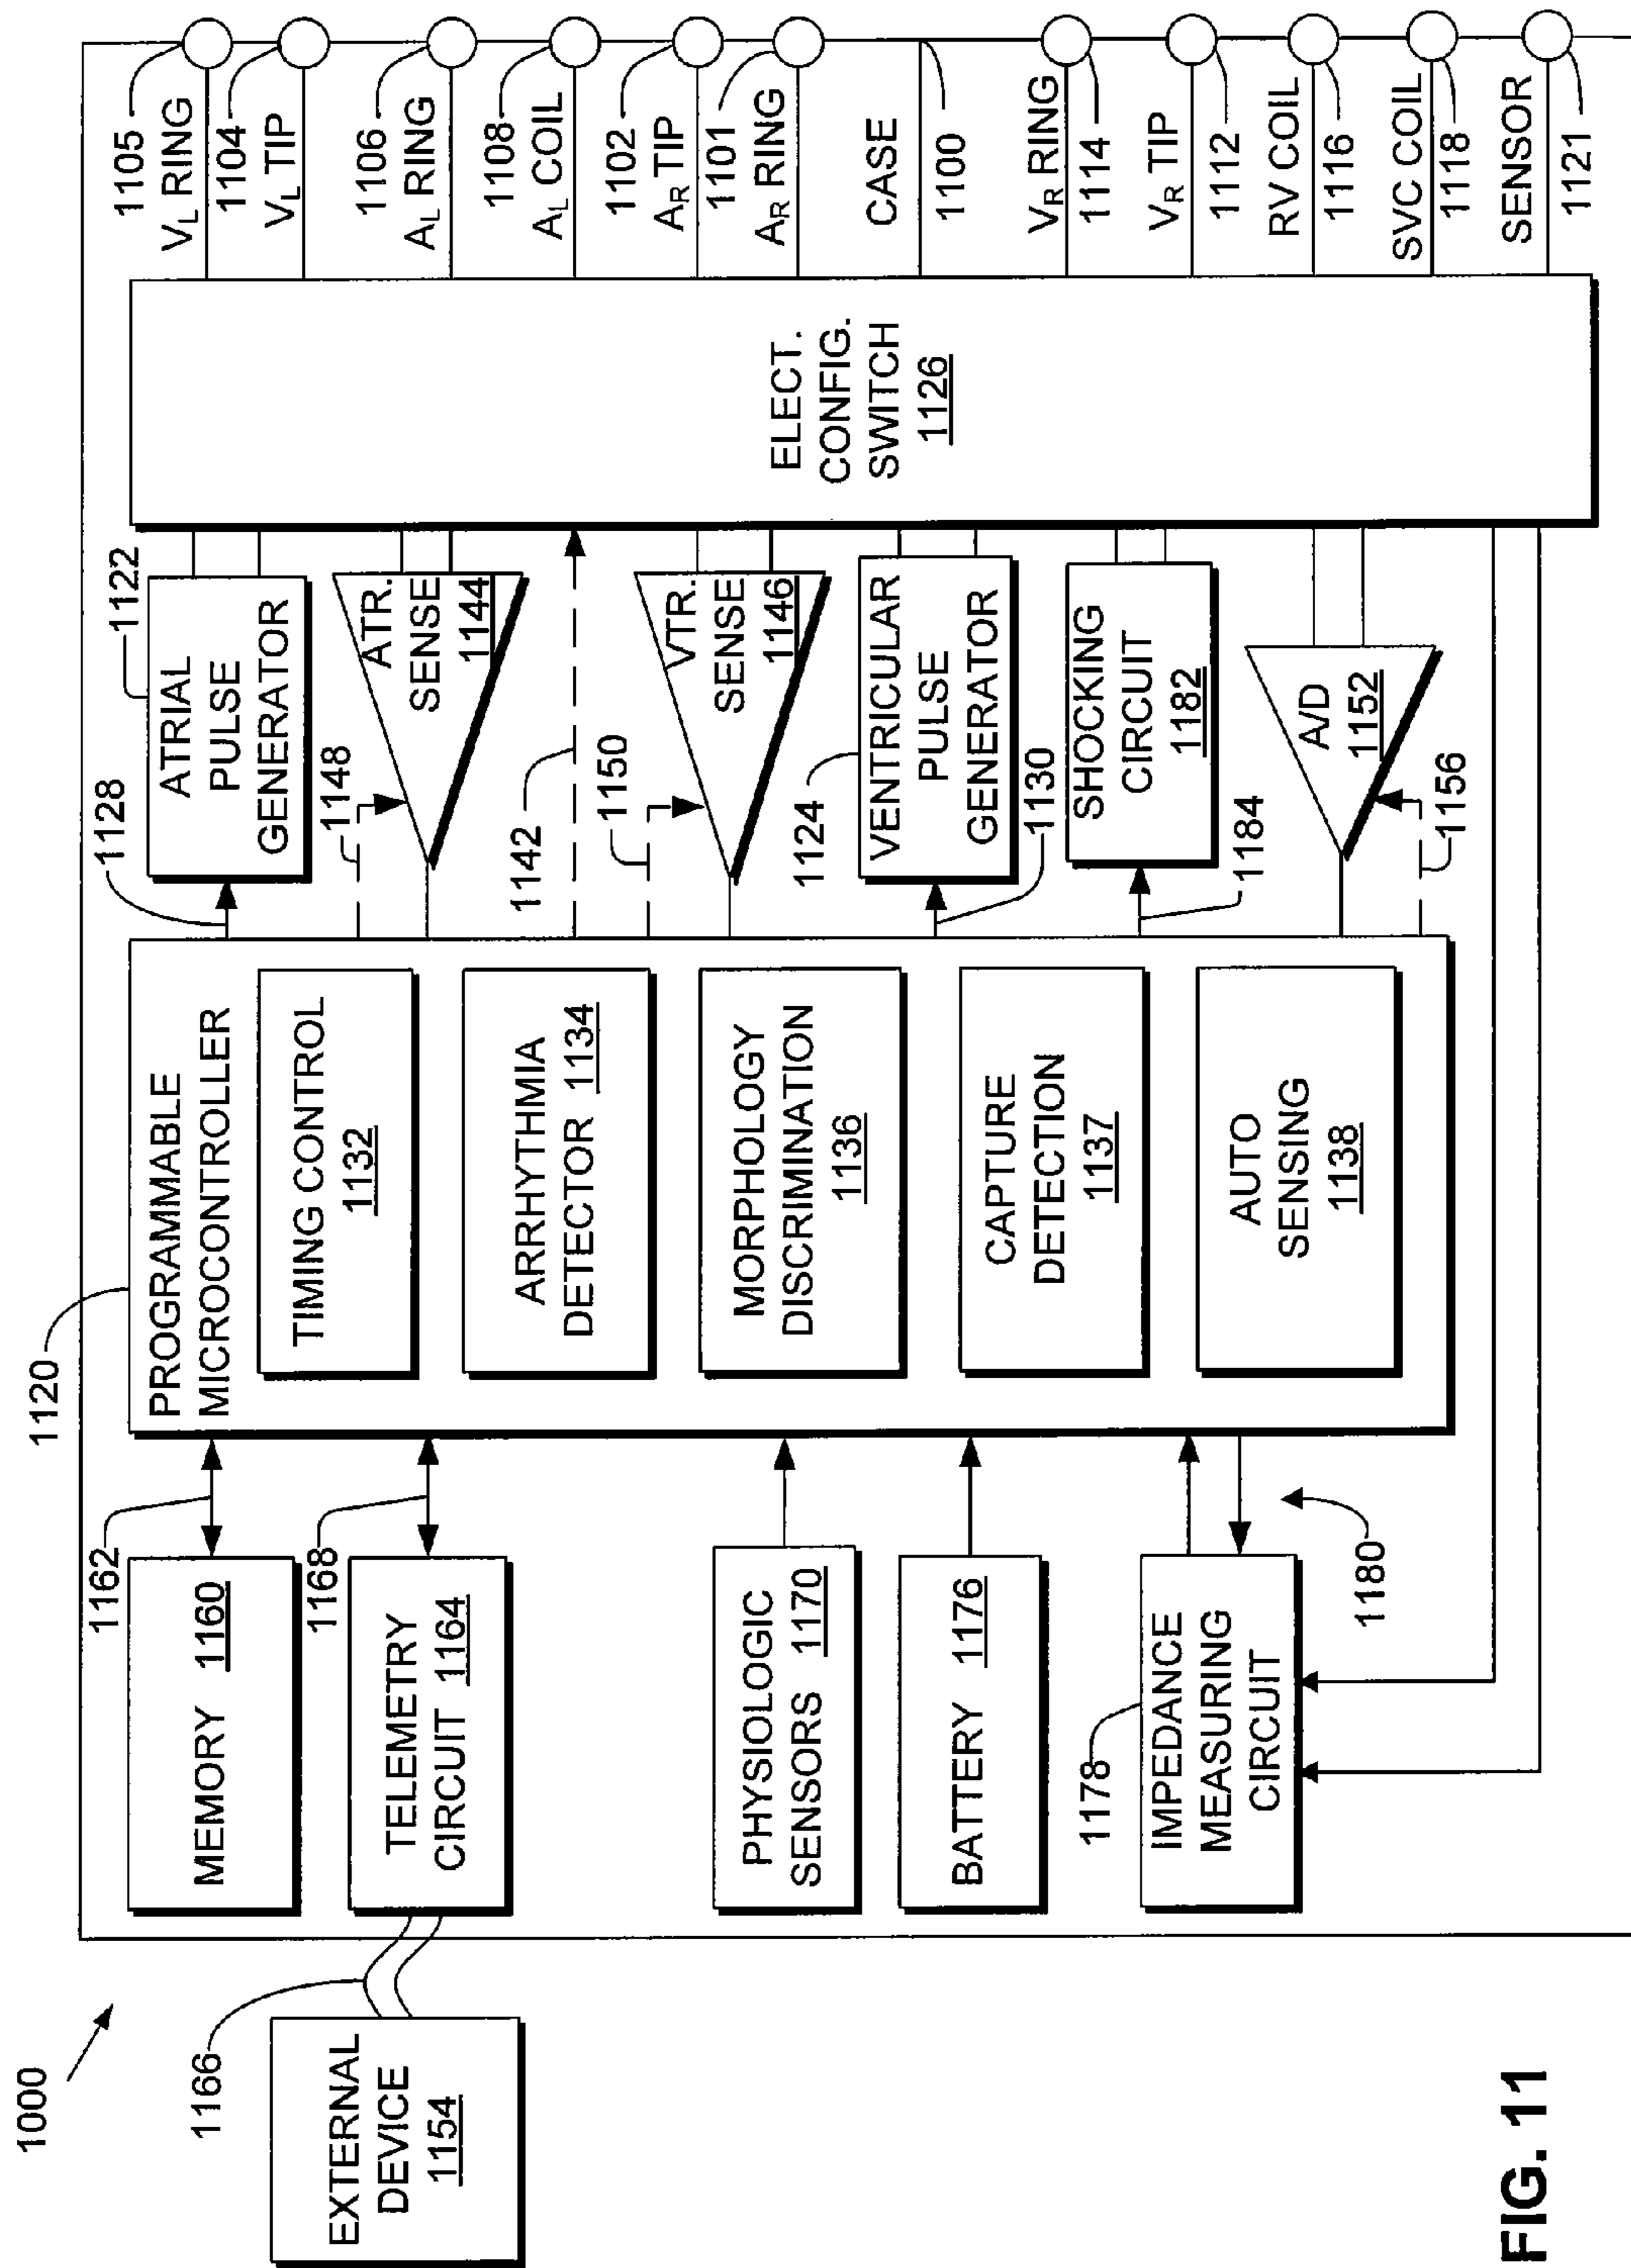 1000
EXTERNAL
DEVICE
1154
1166
MEMORY 1160
1162
TELEMETRY
CIRCUIT 1164
1168
PHYSIOLOGIC
SENSORS 1170
BATTERY 1176
1178
IMPEDANCE
MEASURING
CIRCUIT
1180
1120
PROGRAMMABLE
MICROCONTROLLER
TIMING CONTROL
1132
ARRHYTHMIA
DETECTOR 1134
MORPHOLOGY
DISCRIMINATION
1136
CAPTURE
DETECTION
1137
AUTO
SENSING
1138
1128
1122
ATRIAL
PULSE
GENERATOR
1148
ATR.
SENSE
1144
1142
1150
VTR.
SENSE
1146
1124
VENTRICULAR
PULSE
GENERATOR
1130
SHOCKING
CIRCUIT
1182
1184
A/D
1152
1156
ELECT.
CONFIG.
SWITCH
1126
1105
VL RING
1104
VL TIP
1106
AL RING
1108
AL COIL
1102
AR TIP
1101
AR RING
CASE
1100
VR RING
1114
VR TIP
1112
RV COIL
1116
SVC COIL
1118
SENSOR
1121
FIG. 11